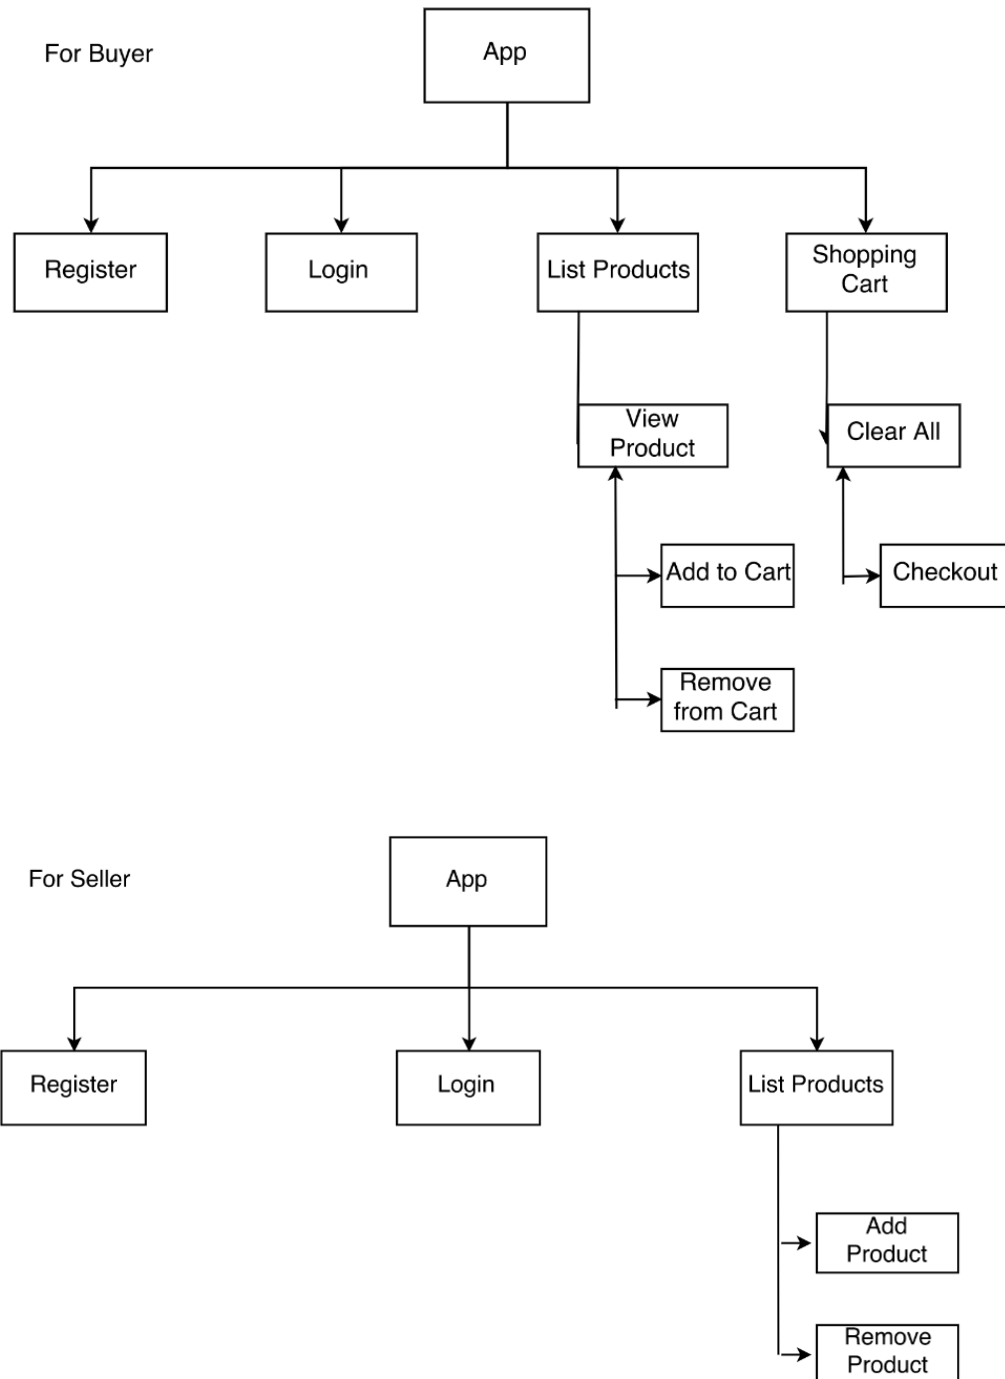 For Buyer
App
Register
Login
List Products
Shopping
Cart
View
Product
Clear All
Add to Cart
Checkout
Remove
from Cart
For Seller
App
Register
Login
List Products
Add
Product
Remove
Product